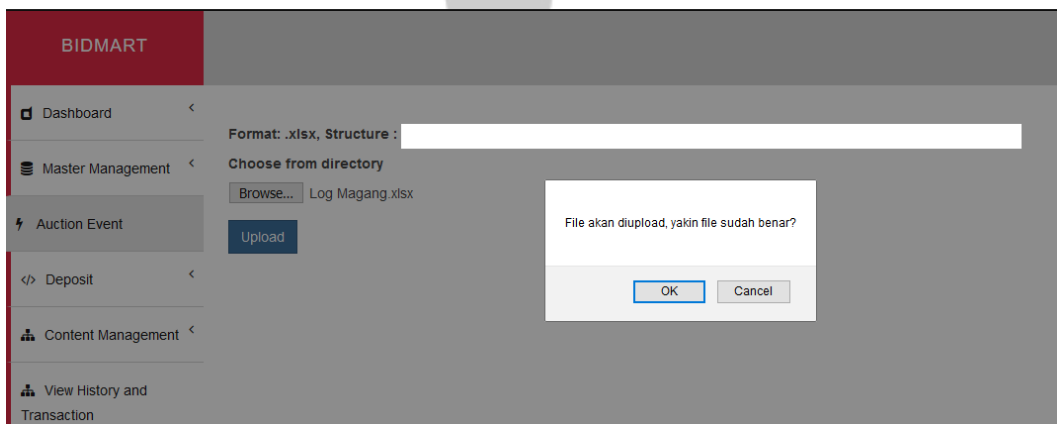 BIDMART
Dashboard
Master Management
Auction Event
Deposit
Content Management
View History and
Transaction
Format: .xlsx, Structure :
Choose from directory
Browse... Log Magang.xlsx
Upload
File akan diupload, yakin file sudah benar?
OK Cancel